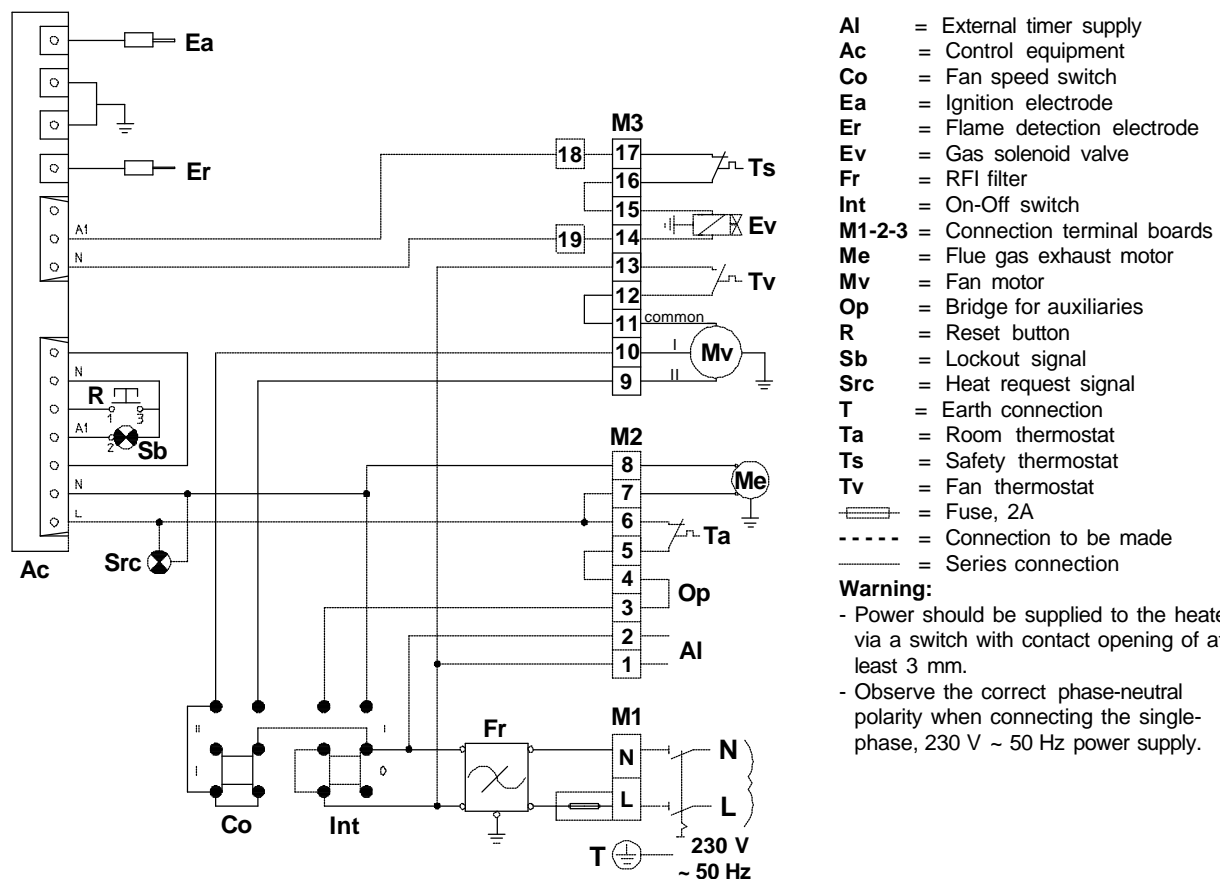 Ea
Er
A1
N
N
R
1 3
A1
2
Sb
N
L
Src
Ac
M3
18
17
16
Ts
15
Ev
19
14
13
Tv
12
11
common
10
I
Mv
9
II
M2
8
Me
7
6
Ta
5
4
Op
3
2
Al
1
II
I
I
0
Co
Int
Fr
M1
N
N
L
L
T
230 V
~ 50 Hz
Al = External timer supply
Ac = Control equipment
Co = Fan speed switch
Ea = Ignition electrode
Er = Flame detection electrode
Ev = Gas solenoid valve
Fr = RFI filter
Int = On-Off switch
M1-2-3 = Connection terminal boards
Me = Flue gas exhaust motor
Mv = Fan motor
Op = Bridge for auxiliaries
R = Reset button
Sb = Lockout signal
Src = Heat request signal
T = Earth connection
Ta = Room thermostat
Ts = Safety thermostat
Tv = Fan thermostat
= Fuse, 2A
= Connection to be made
= Series connection
Warning:
- Power should be supplied to the heate
via a switch with contact opening of a
least 3 mm.
- Observe the correct phase-neutral
polarity when connecting the single-
phase, 230 V ~ 50 Hz power supply.